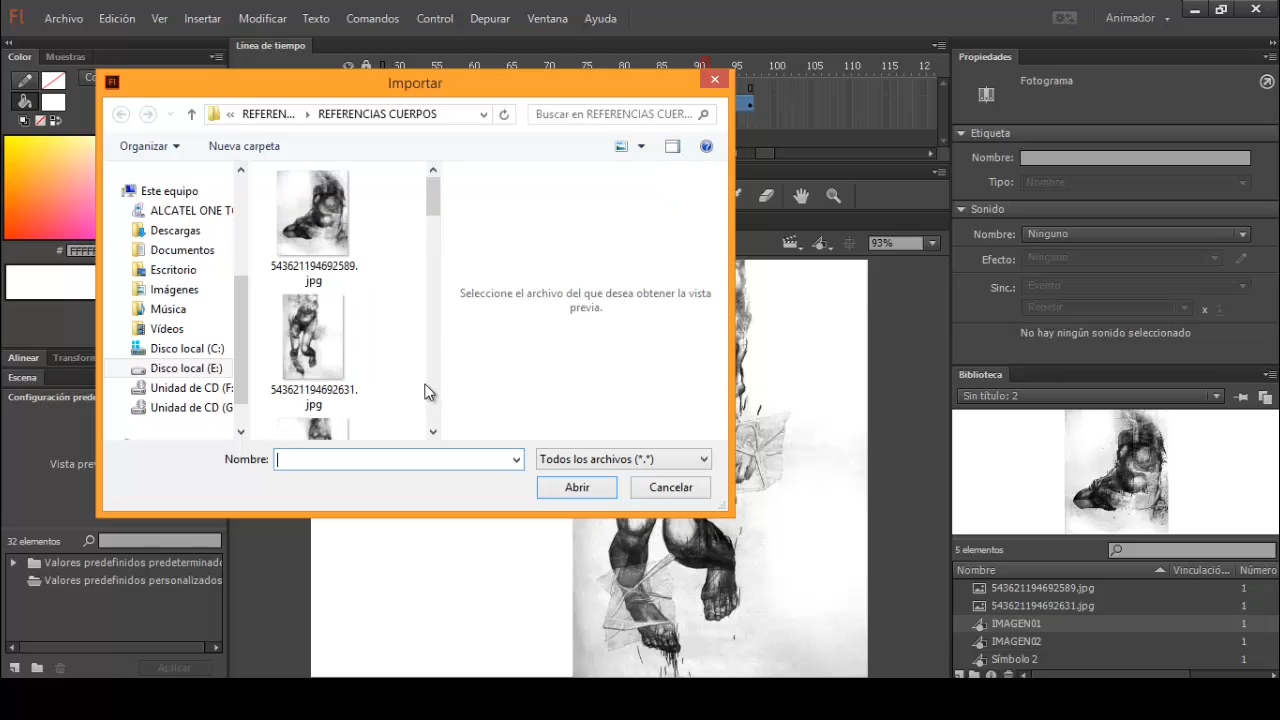 Fl Archivo Edición Ver Insertar Modificar Texto Comandos Control Depurar Ventana Ayuda Animador
Color Muestras
Línea de tiempo
Propiedades
50 55 60 65 70 75 80 85 90 95 100 105 110 115 12
Fotograma
Importar
REFEREN... REFERENCIAS CUERPOS
Buscar en REFERENCIAS CUER...
Organizar Nueva carpeta
Este equipo
ALCATEL ONE TO
Descargas
Documentos
Escritorio
Imágenes
Música
Vídeos
Disco local (C:)
Disco local (E:)
Unidad de CD (F:
Unidad de CD (G
543621194692589.
jpg
543621194692631.
jpg
Seleccione el archivo del que desea obtener la vista
previa.
Nombre:
Todos los archivos (*.*)
Abrir Cancelar
93%
Etiqueta
Nombre:
Tipo: Nombre
Sonido
Nombre: Ninguno
Efecto: Ninguno
Sinc.: Evento
Repetir x 1
No hay ningún sonido seleccionado
# FFFFF
Alinear Transform
Escena
Configuración prede
Vista prev
32 elementos
Valores predefinidos predeterminado
Valores predefinidos personalizados
Aplicar
Biblioteca
Sin título: 2
5 elementos
Nombre Vinculació... Número
543621194692589.jpg 1
543621194692631.jpg 1
IMAGEN01 1
IMAGEN02 1
Símbolo 2 1